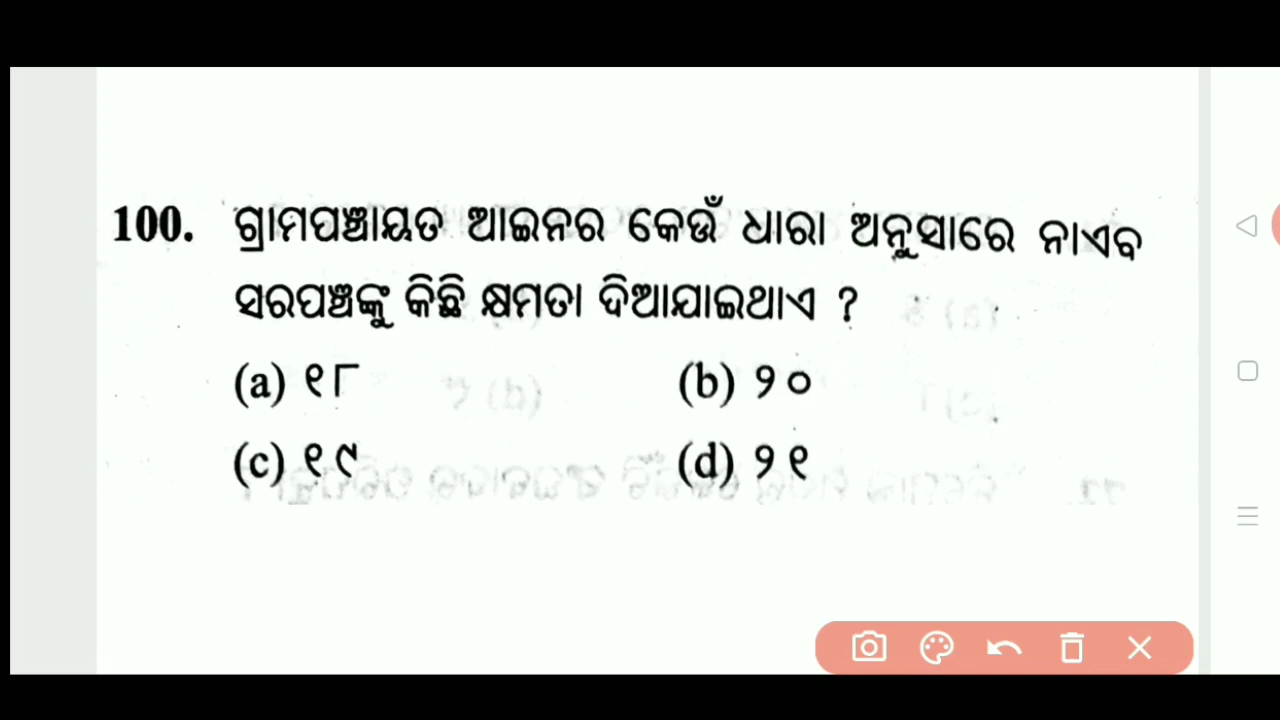 100. ଗ୍ରାମପଞ୍ଚାୟତ ଆଇନର କେଉଁ ଧାରା ଅନୁସାରେ ନାଏବ
ସରପଞ୍ଚଙ୍କୁ କିଛି କ୍ଷମତା ଦିଆଯାଇଥାଏ ?
(a) ୧୮ (b) ୨୦
(c) ୧୯ (d) ୨୧